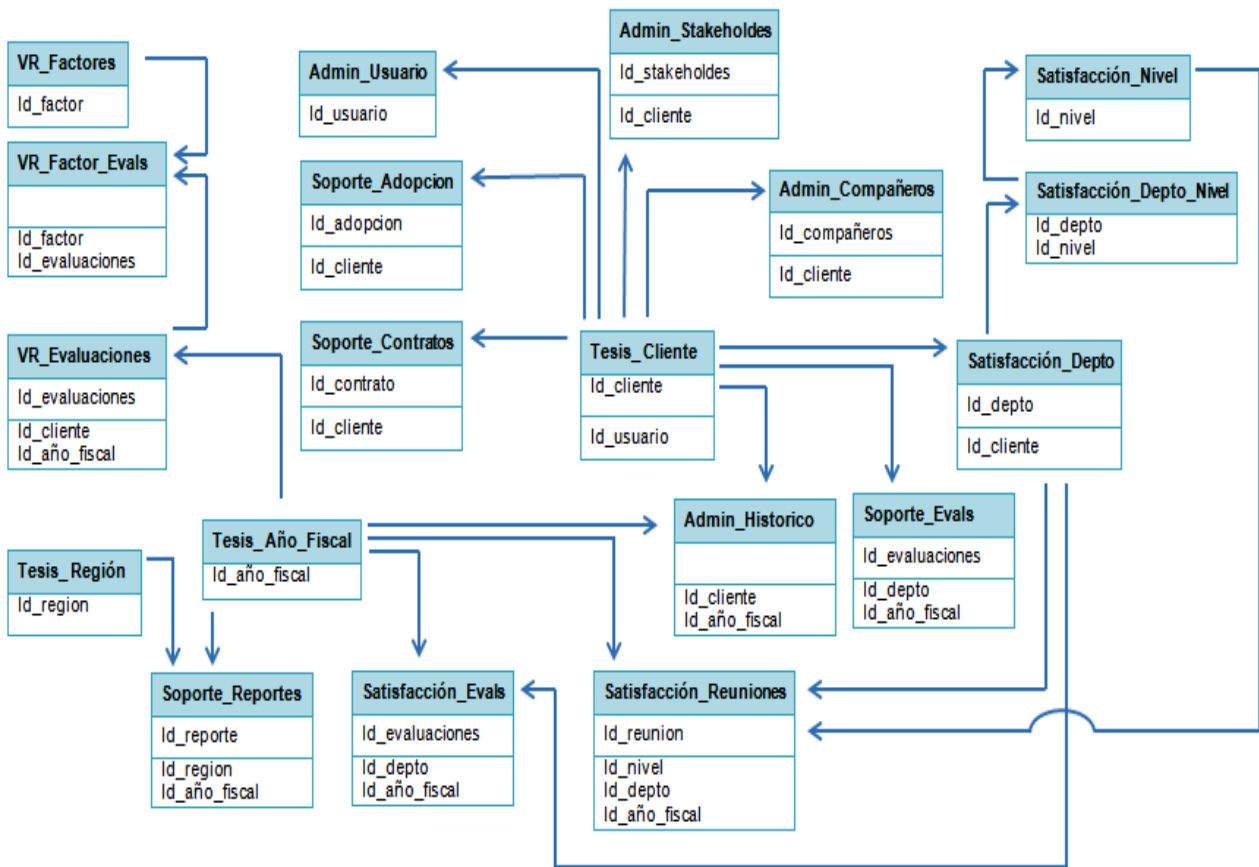 VR_Factores
Id_factor
VR_Factor_Evals
Id_factor
Id_evaluaciones
VR_Evaluaciones
Id_evaluaciones
Id_cliente
Id_año_fiscal
Admin_Usuario
Id_usuario
Soporte_Adopcion
Id_adopcion
Id_cliente
Soporte_Contratos
Id_contrato
Id_cliente
Admin_Stakeholdes
Id_stakeholdes
Id_cliente
Admin_Compañeros
Id_compañeros
Id_cliente
Tesis_Cliente
Id_cliente
Id_usuario
Satisfacción_Nivel
Id_nivel
Satisfacción_Depto_Nivel
Id_depto
Id_nivel
Satisfacción_Depto
Id_depto
Id_cliente
Tesis_Región
Id_region
Tesis_Año_Fiscal
Id_año_fiscal
Admin_Historico
Id_cliente
Id_año_fiscal
Soporte_Evals
Id_evaluaciones
Id_depto
Id_año_fiscal
Soporte_Reportes
Id_reporte
Id_region
Id_año_fiscal
Satisfacción_Evals
Id_evaluaciones
Id_depto
Id_año_fiscal
Satisfacción_Reuniones
Id_reunion
Id_nivel
Id_depto
Id_año_fiscal